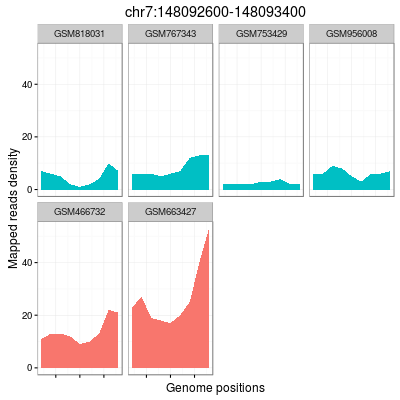 chr7:148092600-148093400
GSM818031 GSM767343 GSM753429 GSM956008
40
20
0
Mapped reads density
GSM466732 GSM663427
40
20
0
Genome positions